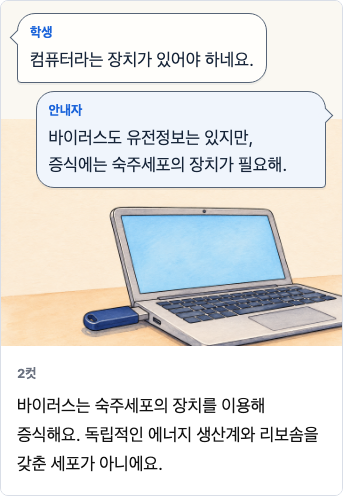 학생
컴퓨터라는 장치가 있어야 하네요.
안내자
바이러스도 유전정보는 있지만,
증식에는 숙주세포의 장치가 필요해.
2컷
바이러스는 숙주세포의 장치를 이용해
증식해요. 독립적인 에너지 생산계와 리보솜을
갖춘 세포가 아니에요.